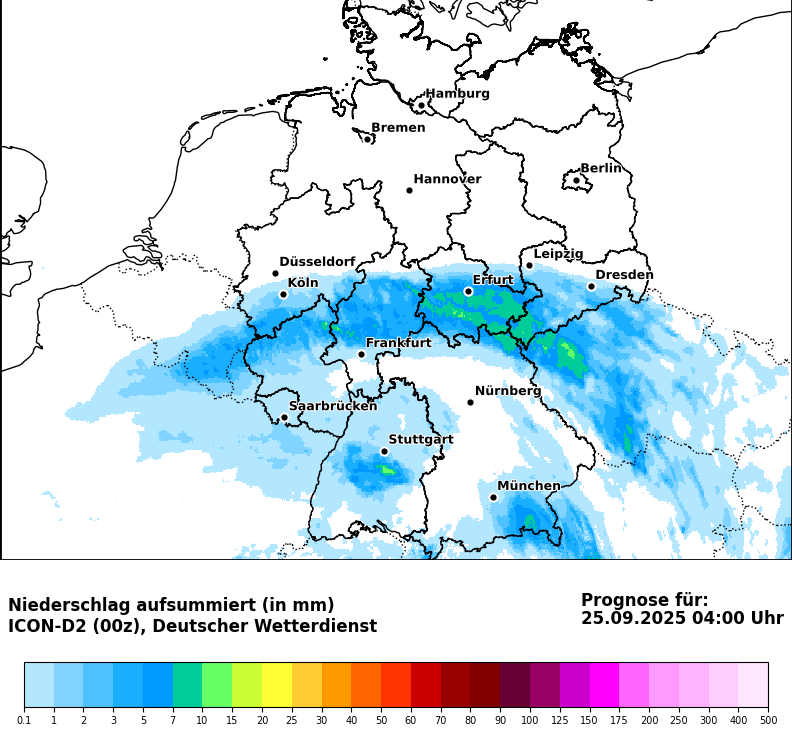 Hamburg
Bremen
Berlin
Hannover
Leipzig
Düsseldorf
Dresden
Köln
Erfurt
Frankfurt
Nürnberg
Saarbrücken
Stuttgart
München
Niederschlag aufsummiert (in mm)
ICON-D2 (00z), Deutscher Wetterdienst
Prognose für:
25.09.2025 04:00 Uhr
0.1 1 2 3 5 7 10 15 20 25 30 40 50 60 70 80 90 100 125 150 175 200 250 300 400 500